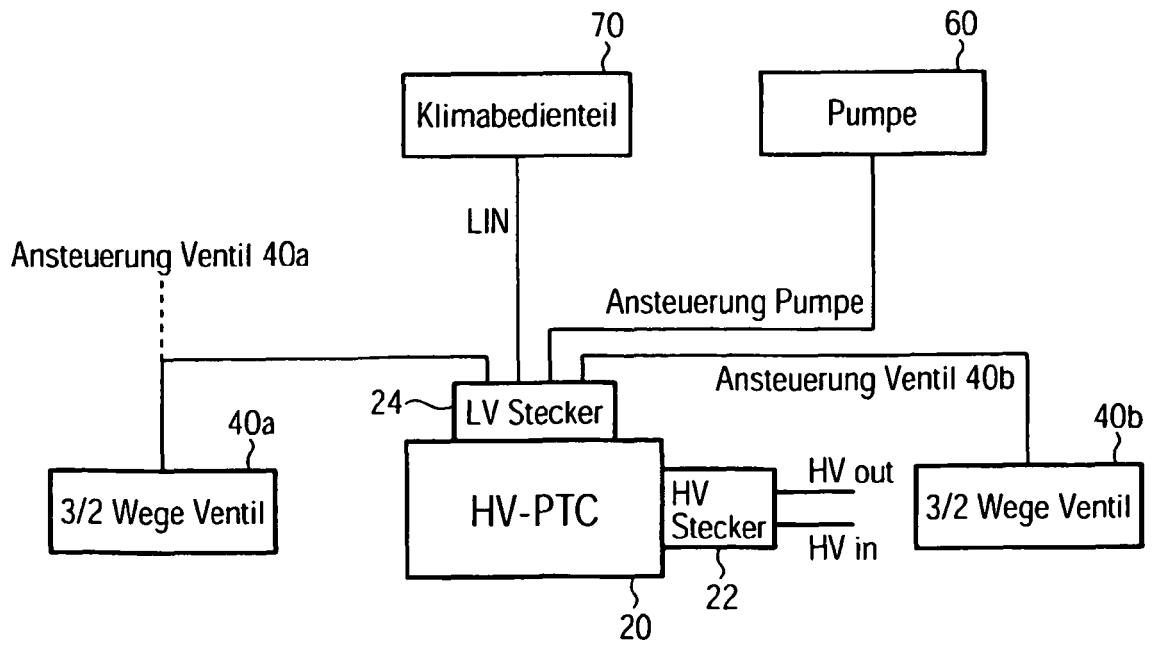 70
60
Klimabedienteil
Pumpe
LIN
Ansteuerung Ventil 40a
Ansteuerung Pumpe
Ansteuerung Ventil 40b
24
LV Stecker
40a
40b
3/2 Wege Ventil
HV-PTC
HV
Stecker
HV out
HV in
3/2 Wege Ventil
22
20